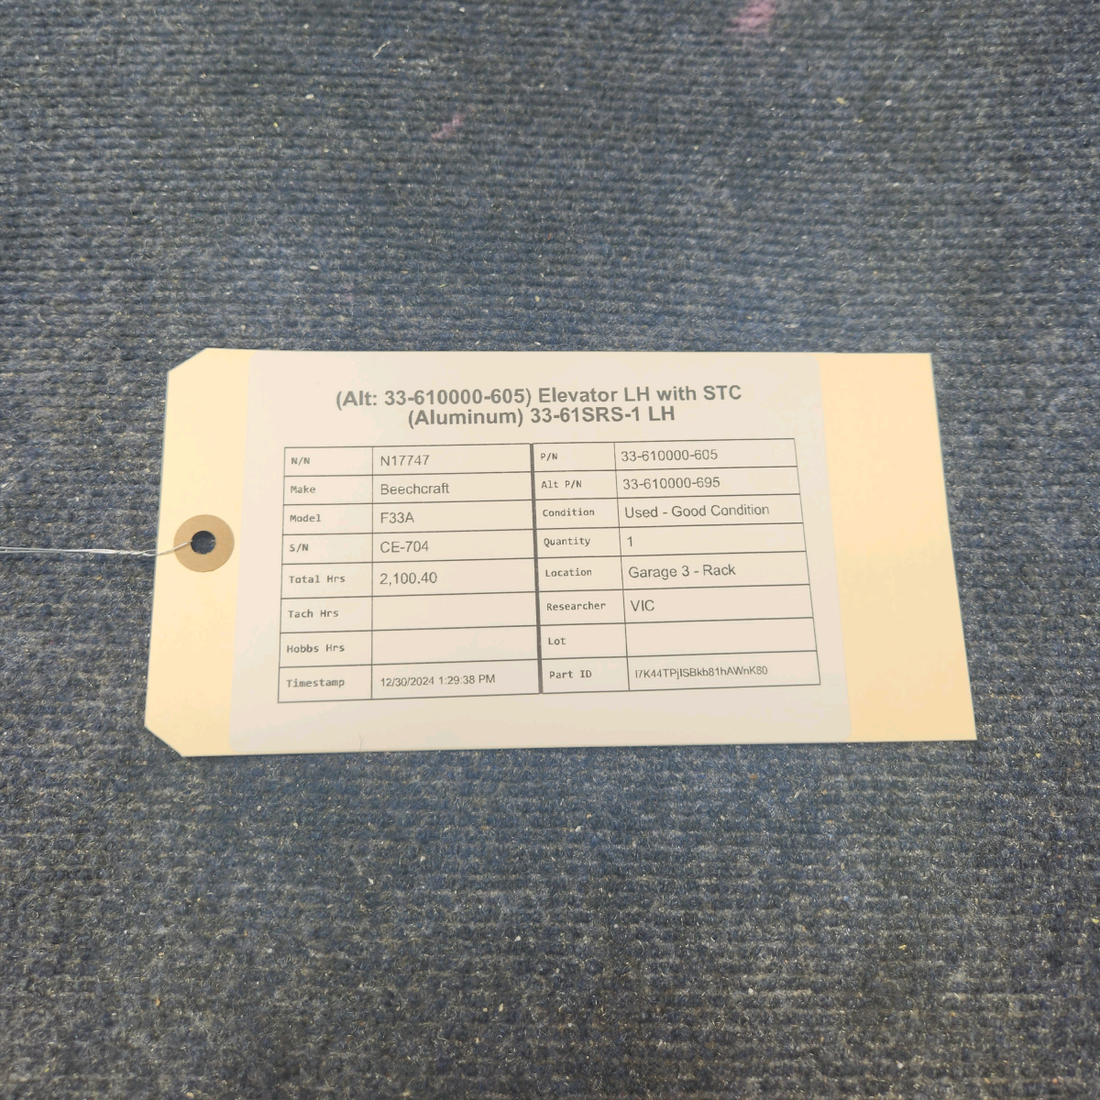 (Alt: 33-610000-605) Elevator LH with STC
(Aluminum) 33-61SRS-1 LH
N/N N17747
Make Beechcraft
Model F33A
S/N CE-704
Total Hrs 2,100.40
Tach Hrs
Hobbs Hrs
Timestamp 12/30/2024 1:29:38 PM
P/N 33-610000-605
Alt P/N 33-610000-695
Condition Used - Good Condition
Quantity 1
Location Garage 3 - Rack
Researcher VIC
Lot
Part ID